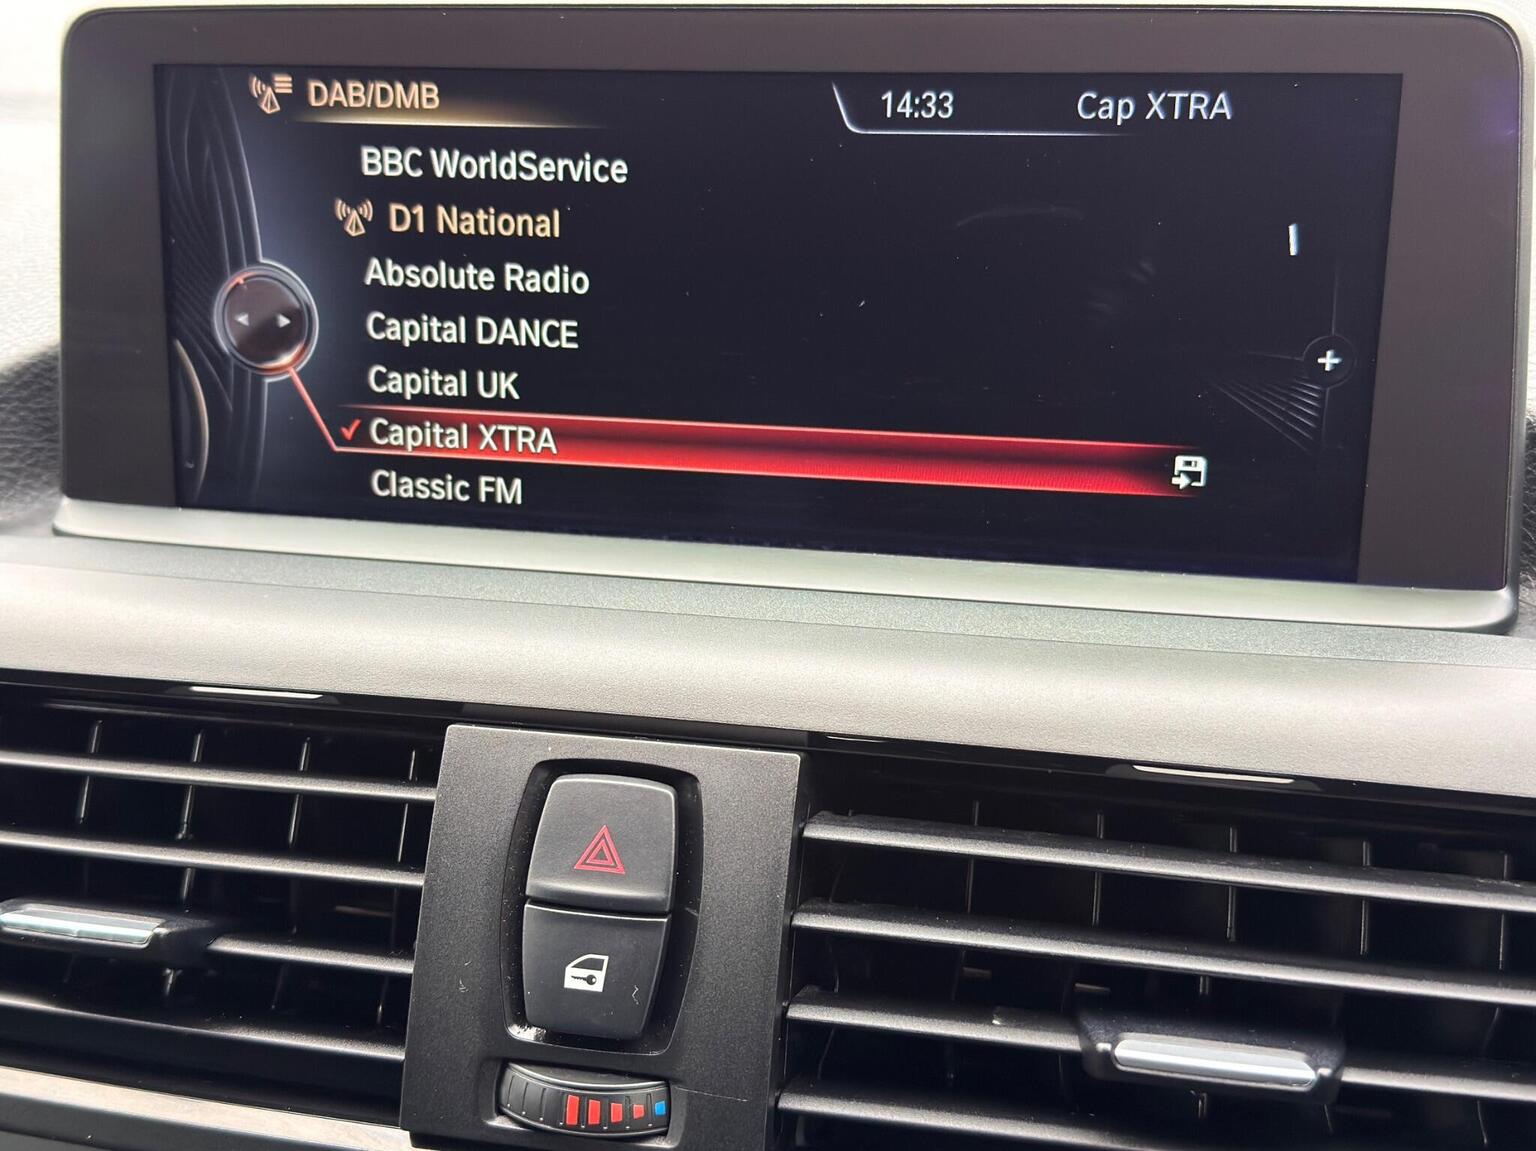 DAB/DMB
14:33
Cap XTRA
BBC WorldService
D1 National
Absolute Radio
Capital DANCE
Capital UK
Capital XTRA
Classic FM